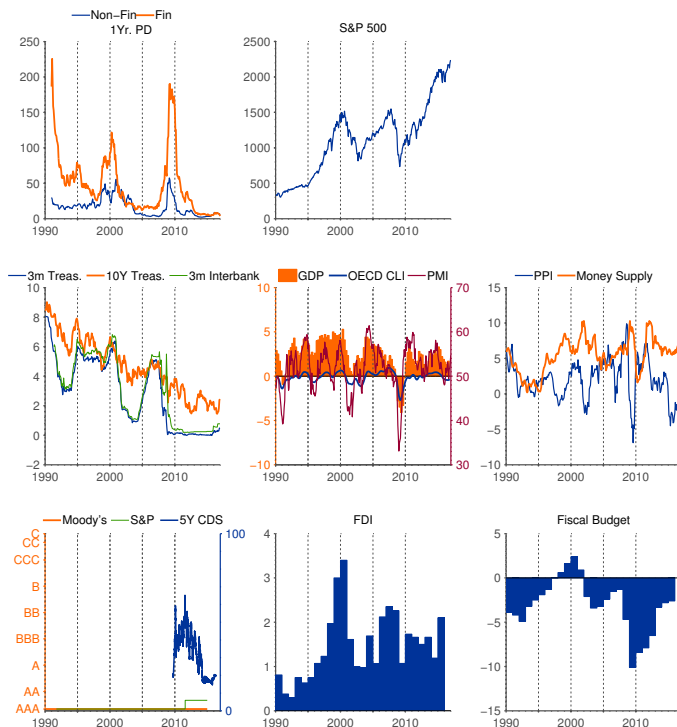 Non−Fin Fin
1Yr. PD
250
200
150
100
50
0
1990 2000 2010
S&P 500
2500
2000
1500
1000
500
0
1990 2000 2010
3m Treas. 10Y Treas. 3m Interbank
10
8
6
4
2
0
−2
1990 2000 2010
GDP OECD CLI PMI
10 70
5 60
0 50
−5 40
−10 30
1990 2000 2010
PPI Money Supply
15
10
5
0
−5
−10
1990 2000 2010
Moody's S&P 5Y CDS
C 100
CC
CCC
B
BB
BBB
A
AA
AAA 0
1990 2000 2010
FDI
4
3
2
1
0
1990 2000 2010
Fiscal Budget
5
0
−5
−10
−15
1990 2000 2010